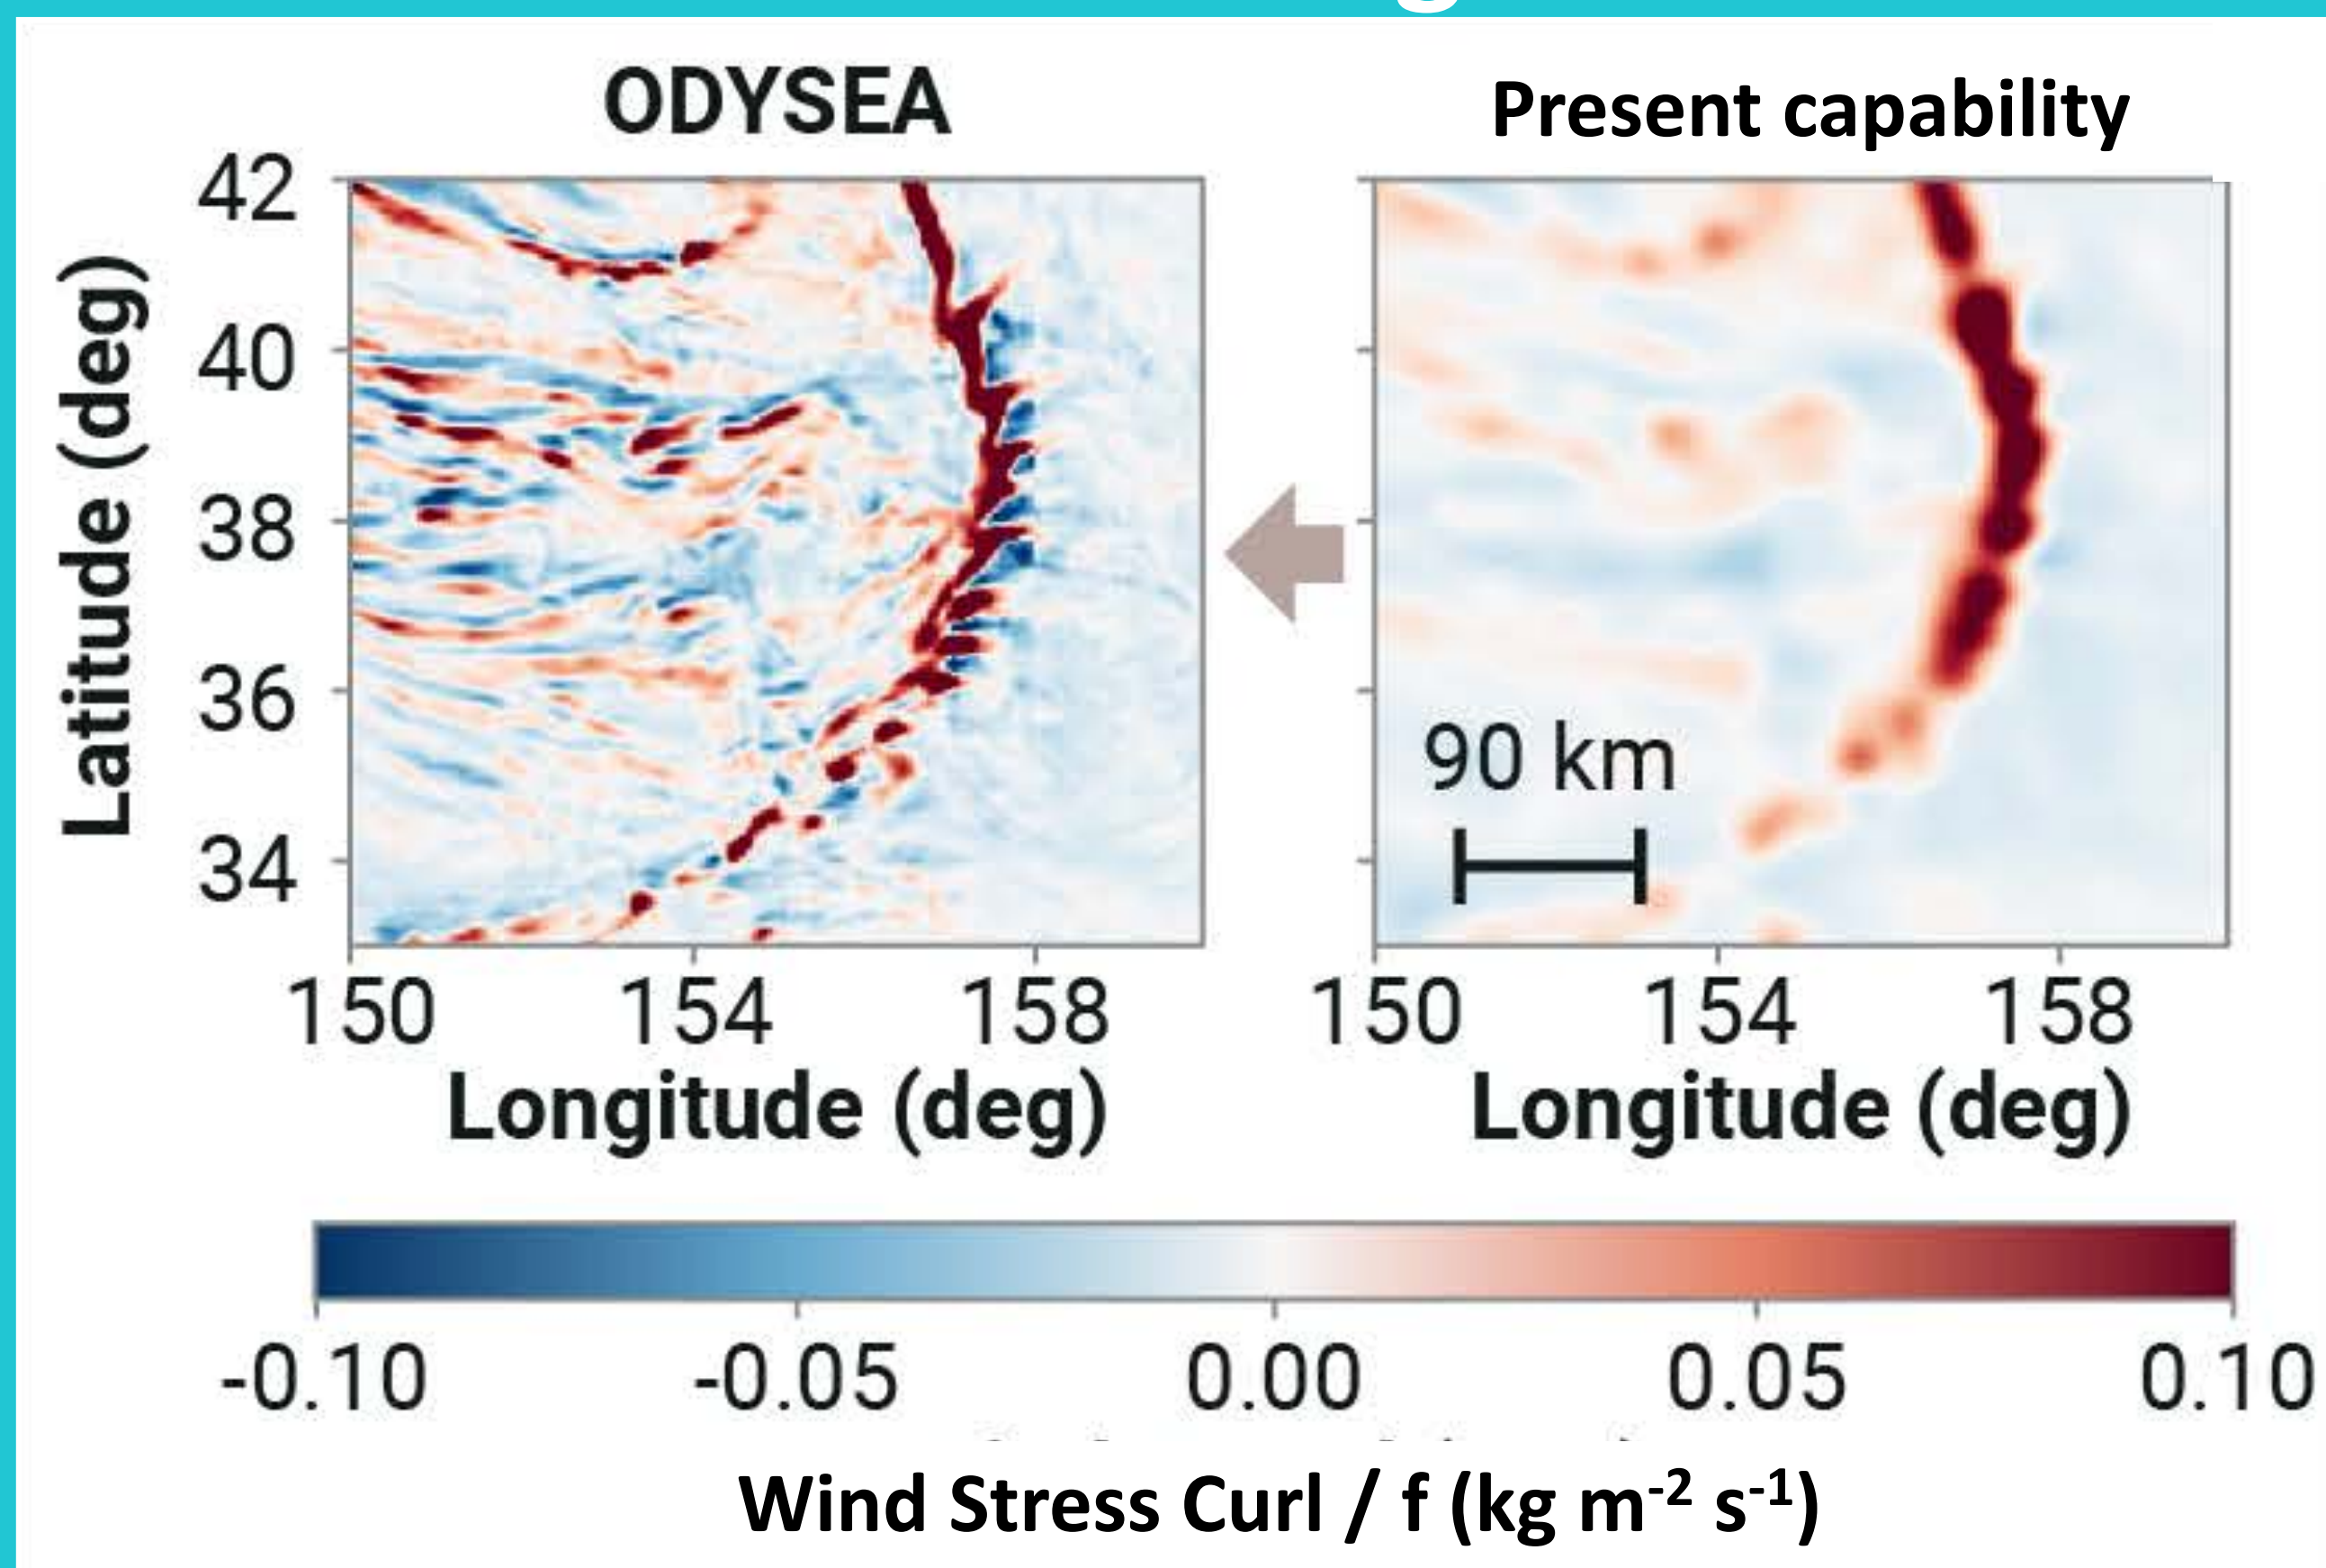 ODYSEA
Present capability
42
40
38
36
34
Latitude (deg)
90 km
150 154 158
150 154 158
Longitude (deg)
Longitude (deg)
-0.10 -0.05 0.00 0.05 0.10
Wind Stress Curl / f (kg m⁻² s⁻¹)